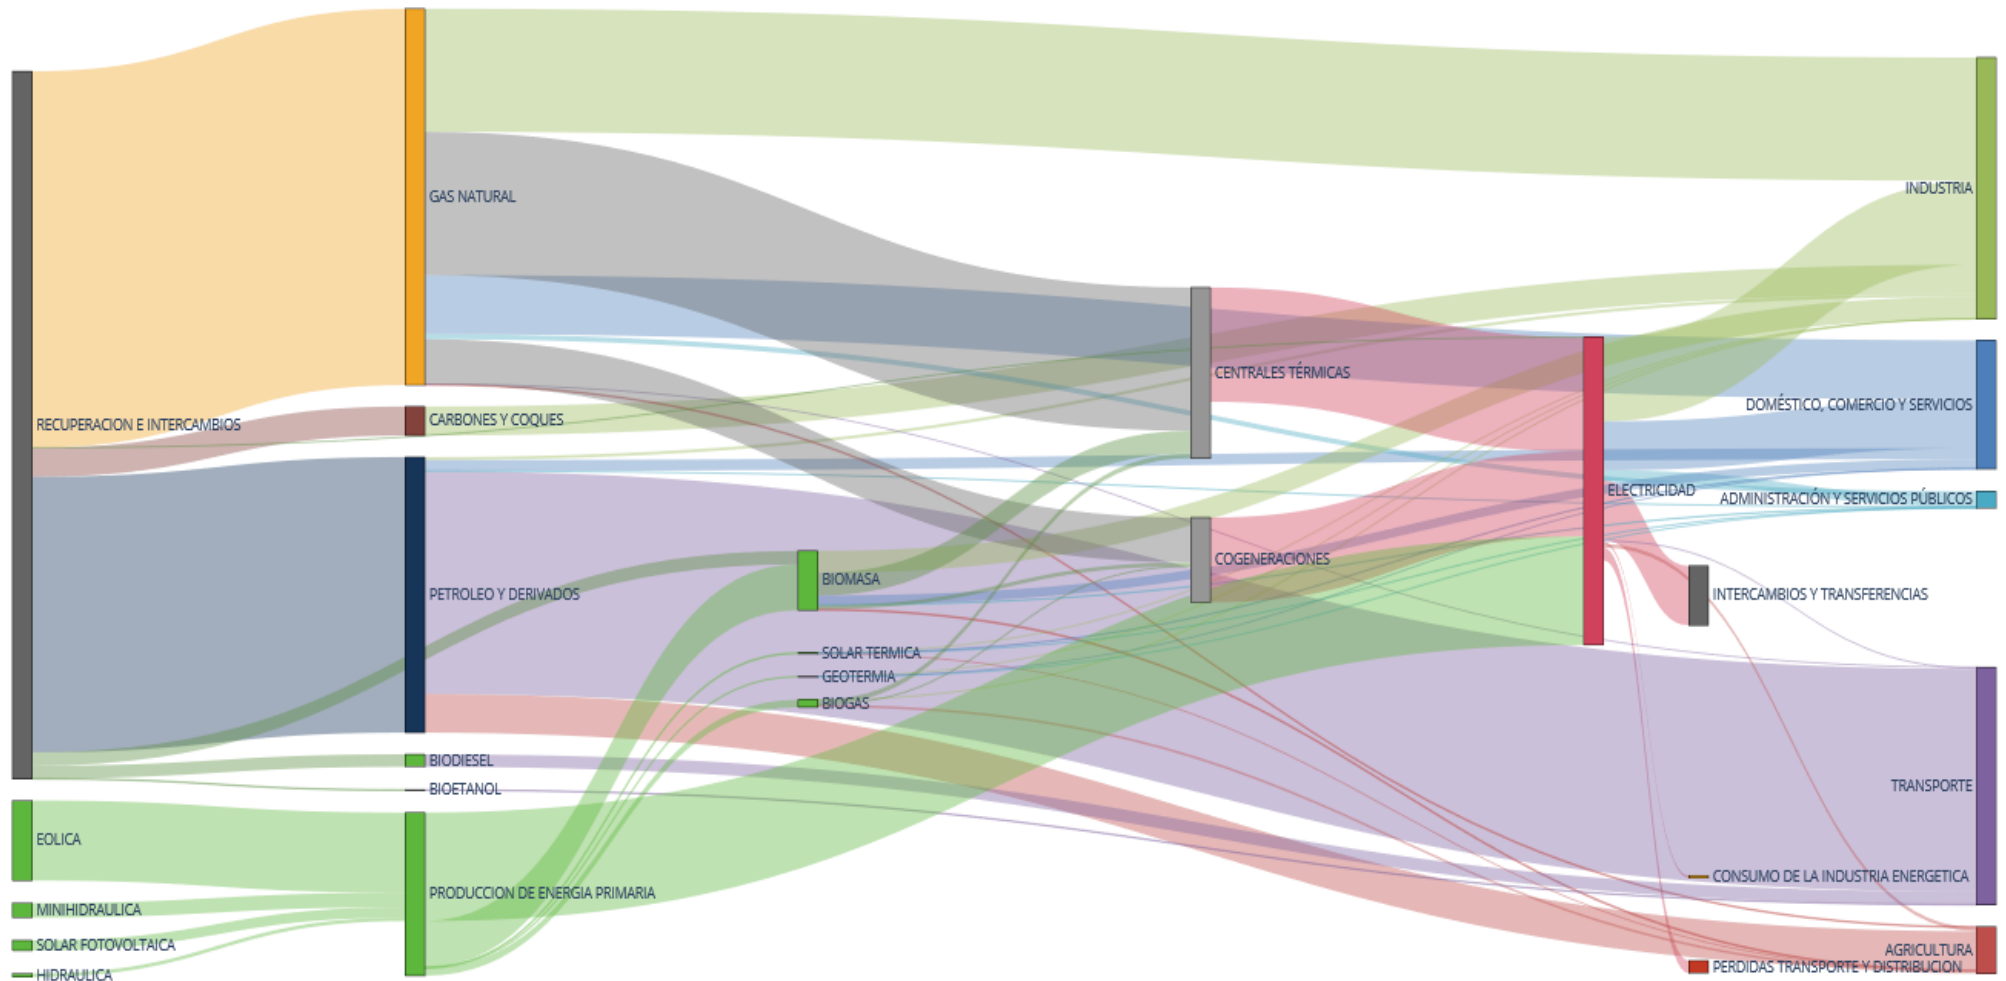 GAS NATURAL
INDUSTRIA
CENTRALES TÉRMICAS
DOMÉSTICO, COMERCIO Y SERVICIOS
RECUPERACION E INTERCAMBIOS
CARBONES Y COQUES
ELECTRICIDAD
ADMINISTRACIÓN Y SERVICIOS PÚBLICOS
COGENERACIONES
BIOMASA
PETROLEO Y DERIVADOS
INTERCAMBIOS Y TRANSFERENCIAS
SOLAR TERMICA
GEOTERMIA
BIOGAS
BIODIESEL
BIOETANOL
TRANSPORTE
EOLICA
CONSUMO DE LA INDUSTRIA ENERGETICA
PRODUCCION DE ENERGIA PRIMARIA
MINIHIDRAULICA
SOLAR FOTOVOLTAICA
AGRICULTURA
PERDIDAS TRANSPORTE Y DISTRIBUCION
HIDRAULICA